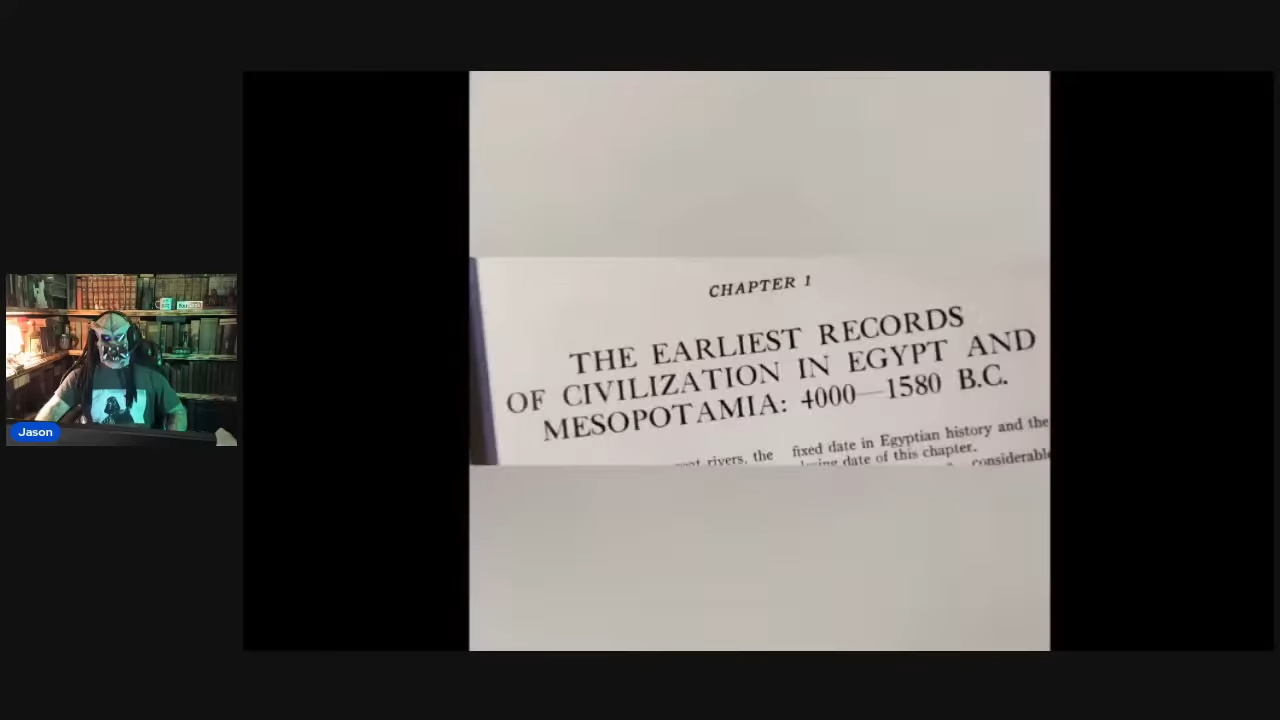 CHAPTER 1
THE EARLIEST RECORDS
OF CIVILIZATION IN EGYPT AND
MESOPOTAMIA: 4000—1580 B.C.
rivers, the
fixed date in Egyptian history and the
date of this chapter.
considerable
Jason